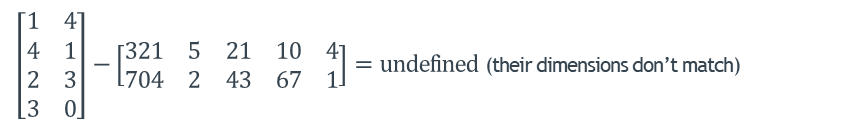 1 4
4 1
2 3
3 0
−
321 5 21 10 4
704 2 43 67 1
= undefined (their dimensions don't match)